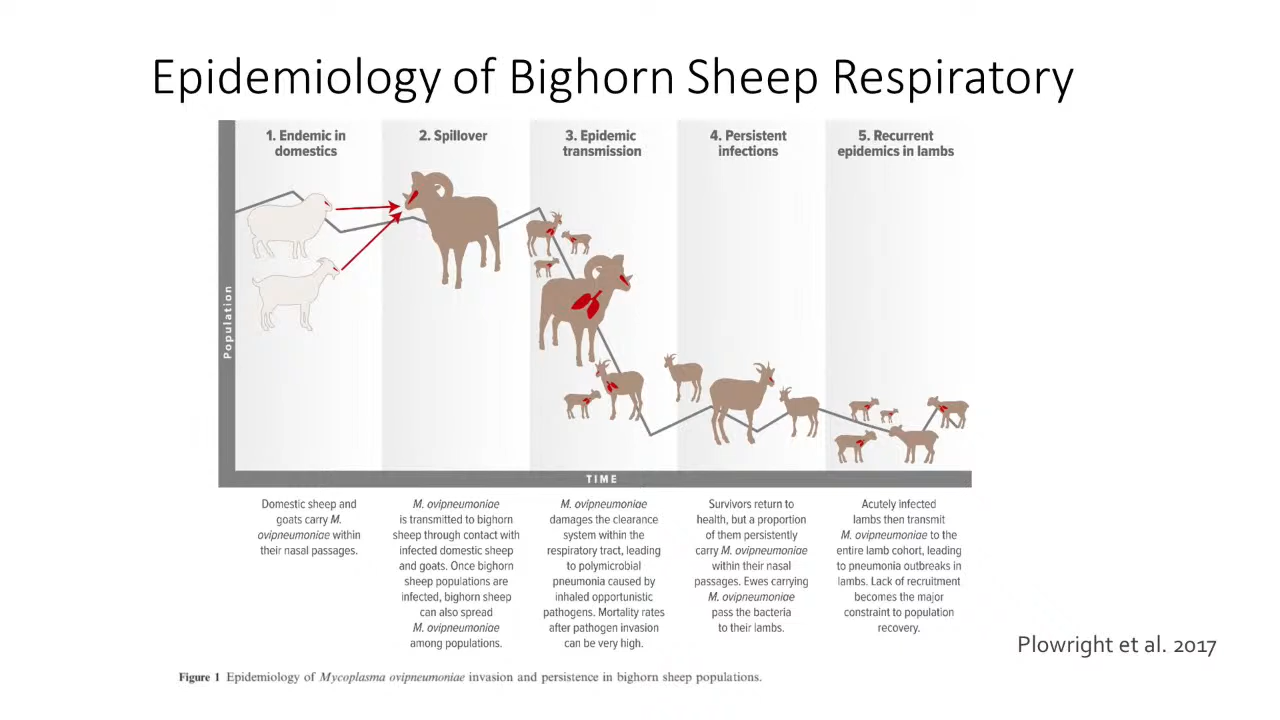 Epidemiology of Bighorn Sheep Respiratory
1. Endemic in
domestics
2. Spillover
3. Epidemic
transmission
4. Persistent
infections
5. Recurrent
epidemics in lambs
Population
TIME
Domestic sheep and
goats carry M.
ovipneumoniae within
their nasal passages.
M. ovipneumoniae
is transmitted to bighorn
sheep through contact with
infected domestic sheep
and goats. Once bighorn
sheep populations are
infected, bighorn sheep
can also spread
M. ovipneumoniae
among populations.
M. ovipneumoniae
damages the clearance
system within the
respiratory tract, leading
to polymicrobial
pneumonia caused by
inhaled opportunistic
pathogens. Mortality rates
after pathogen invasion
can be very high.
Survivors return to
health, but a proportion
of them persistently
carry M. ovipneumoniae
within their nasal
passages. Ewes carrying
M. ovipneumoniae
pass the bacteria
to their lambs.
Acutely infected
lambs then transmit
M. ovipneumoniae to the
entire lamb cohort, leading
to pneumonia outbreaks in
lambs. Lack of recruitment
becomes the major
constraint to population
recovery.
Plowright et al. 2017
Figure 1 Epidemiology of Mycoplasma ovipneumoniae invasion and persistence in bighorn sheep populations.